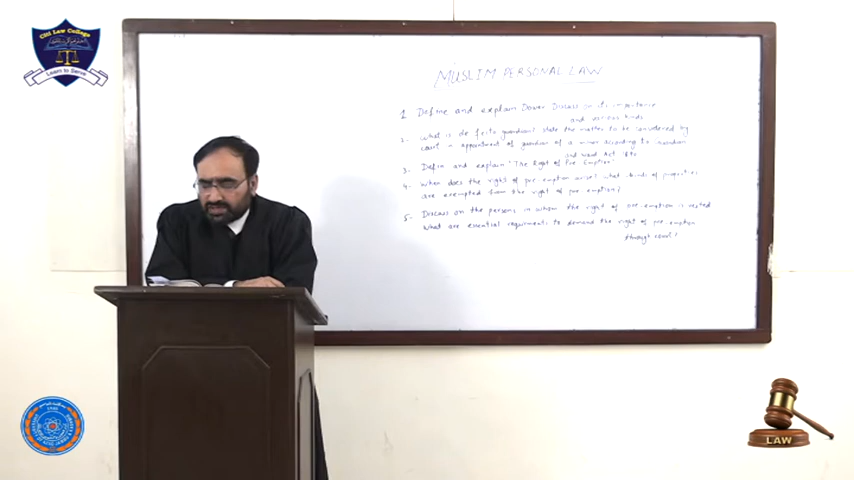 Citi Law College
Learn to Serve
MUSLIM PERSONAL LAW
1 Define and explain Dower Discuss on its importance
and various kinds
2- What is de facto guardian? state the matter to be considered by
court in appointment of guardian of a minor according to Guardian
and Ward Act
3- Defin and explain "The Right of Pre Emption"
4- When does the right of pre-emption arise? what kinds of properties
are exempted from the right of pre-emption?
5- Discuss on the persons in whom the right of pre-emption is vested
What are essential requirments to demand the right of pre-emption
through court?
LAW